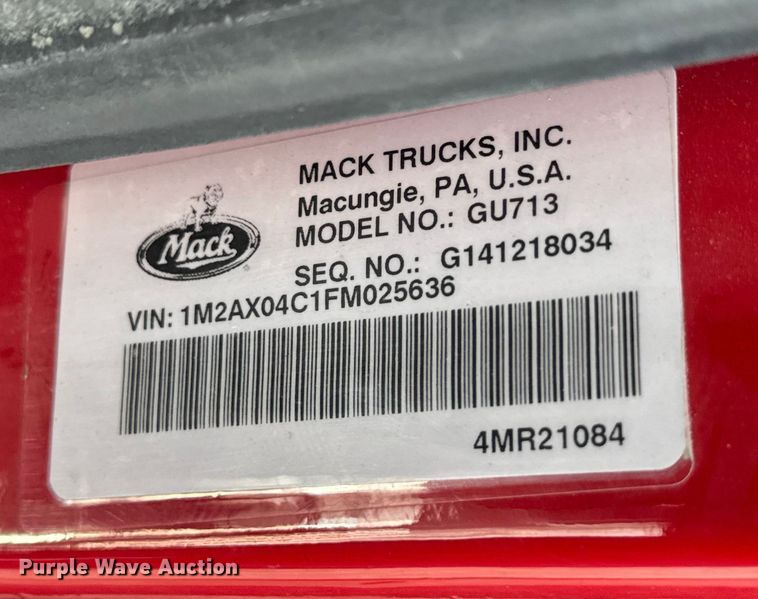 MACK TRUCKS, INC.
Macungie, PA, U.S.A.
MODEL NO.: GU713
SEQ. NO.: G141218034
Mack
VIN: 1M2AX04C1FM025636
4MR21084
Purple Wave Auction